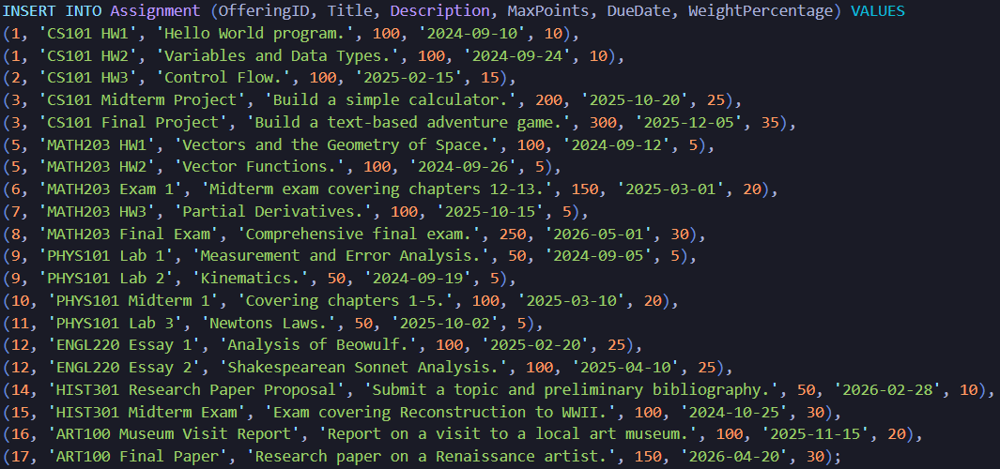 INSERT INTO Assignment (OfferingID, Title, Description, MaxPoints, DueDate, WeightPercentage) VALUES
(1, 'CS101 HW1', 'Hello World program.', 100, '2024-09-10', 10),
(1, 'CS101 HW2', 'Variables and Data Types.', 100, '2024-09-24', 10),
(2, 'CS101 HW3', 'Control Flow.', 100, '2025-02-15', 15),
(3, 'CS101 Midterm Project', 'Build a simple calculator.', 200, '2025-10-20', 25),
(3, 'CS101 Final Project', 'Build a text-based adventure game.', 300, '2025-12-05', 35),
(5, 'MATH203 HW1', 'Vectors and the Geometry of Space.', 100, '2024-09-12', 5),
(5, 'MATH203 HW2', 'Vector Functions.', 100, '2024-09-26', 5),
(6, 'MATH203 Exam 1', 'Midterm exam covering chapters 12-13.', 150, '2025-03-01', 20),
(7, 'MATH203 HW3', 'Partial Derivatives.', 100, '2025-10-15', 5),
(8, 'MATH203 Final Exam', 'Comprehensive final exam.', 250, '2026-05-01', 30),
(9, 'PHYS101 Lab 1', 'Measurement and Error Analysis.', 50, '2024-09-05', 5),
(9, 'PHYS101 Lab 2', 'Kinematics.', 50, '2024-09-19', 5),
(10, 'PHYS101 Midterm 1', 'Covering chapters 1-5.', 100, '2025-03-10', 20),
(11, 'PHYS101 Lab 3', 'Newtons Laws.', 50, '2025-10-02', 5),
(12, 'ENGL220 Essay 1', 'Analysis of Beowulf.', 100, '2025-02-20', 25),
(12, 'ENGL220 Essay 2', 'Shakespearean Sonnet Analysis.', 100, '2025-04-10', 25),
(14, 'HIST301 Research Paper Proposal', 'Submit a topic and preliminary bibliography.', 50, '2026-02-28', 10),
(15, 'HIST301 Midterm Exam', 'Exam covering Reconstruction to WWII.', 100, '2024-10-25', 30),
(16, 'ART100 Museum Visit Report', 'Report on a visit to a local art museum.', 100, '2025-11-15', 20),
(17, 'ART100 Final Paper', 'Research paper on a Renaissance artist.', 150, '2026-04-20', 30);